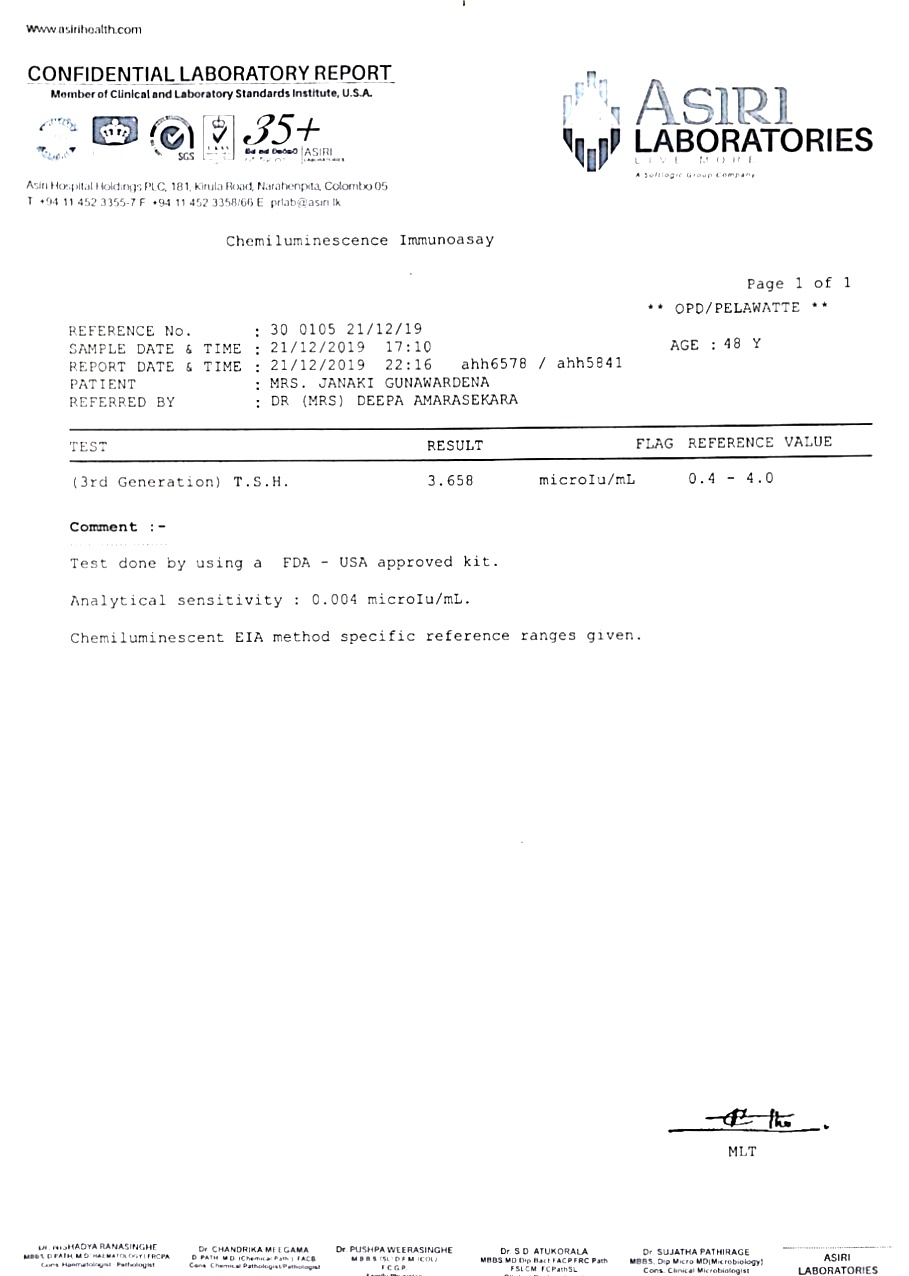 www.asirihealth.com
CONFIDENTIAL LABORATORY REPORT
Member of Clinical and Laboratory Standards Institute, U.S.A.
SGS
35+
ASIRI
ASIRI
LABORATORIES
LIVE MORE
A Softlogic Group Company
Asiri Hospital Holdings PLC, 181, Kirula Road, Narahenpita, Colombo 05
T +94 11 452 3355-7 F +94 11 452 3358/66 E prlab@asiri.lk
Chemiluminescence Immunoasay
Page 1 of 1
** OPD/PELAWATTE **
REFERENCE No. : 30 0105 21/12/19
SAMPLE DATE & TIME : 21/12/2019 17:10 AGE : 48 Y
REPORT DATE & TIME : 21/12/2019 22:16 ahh6578 / ahh5841
PATIENT : MRS. JANAKI GUNAWARDENA
REFERRED BY : DR (MRS) DEEPA AMARASEKARA
TEST RESULT FLAG REFERENCE VALUE
(3rd Generation) T.S.H. 3.658 microIu/mL 0.4 - 4.0
Comment :-
Test done by using a FDA - USA approved kit.
Analytical sensitivity : 0.004 microIu/mL.
Chemiluminescent EIA method specific reference ranges given.
MLT
Dr. NISHADYA RANASINGHE
MBBS, D.PATH, M.D. HAEMATOLOGY) FRCPA
Cons. Haematologist Pathologist
Dr CHANDRIKA MEEGAMA
D.PATH. M.D. (Chemical Path.), FACB
Cons. Chemical Pathologist/Pathologist
Dr. PUSHPA WEERASINGHE
M.B.B.S. (SL) D.F.M. (COL)
F.C.G.P.
Dr. S D ATUKORALA
MBBS MD Dip Bact FACP FRC Path
FSLCM FCPathSL
Dr. SUJATHA PATHIRAGE
MBBS, Dip Micro MD(Microbiology)
Cons. Clinical Microbiologist
ASIRI
LABORATORIES